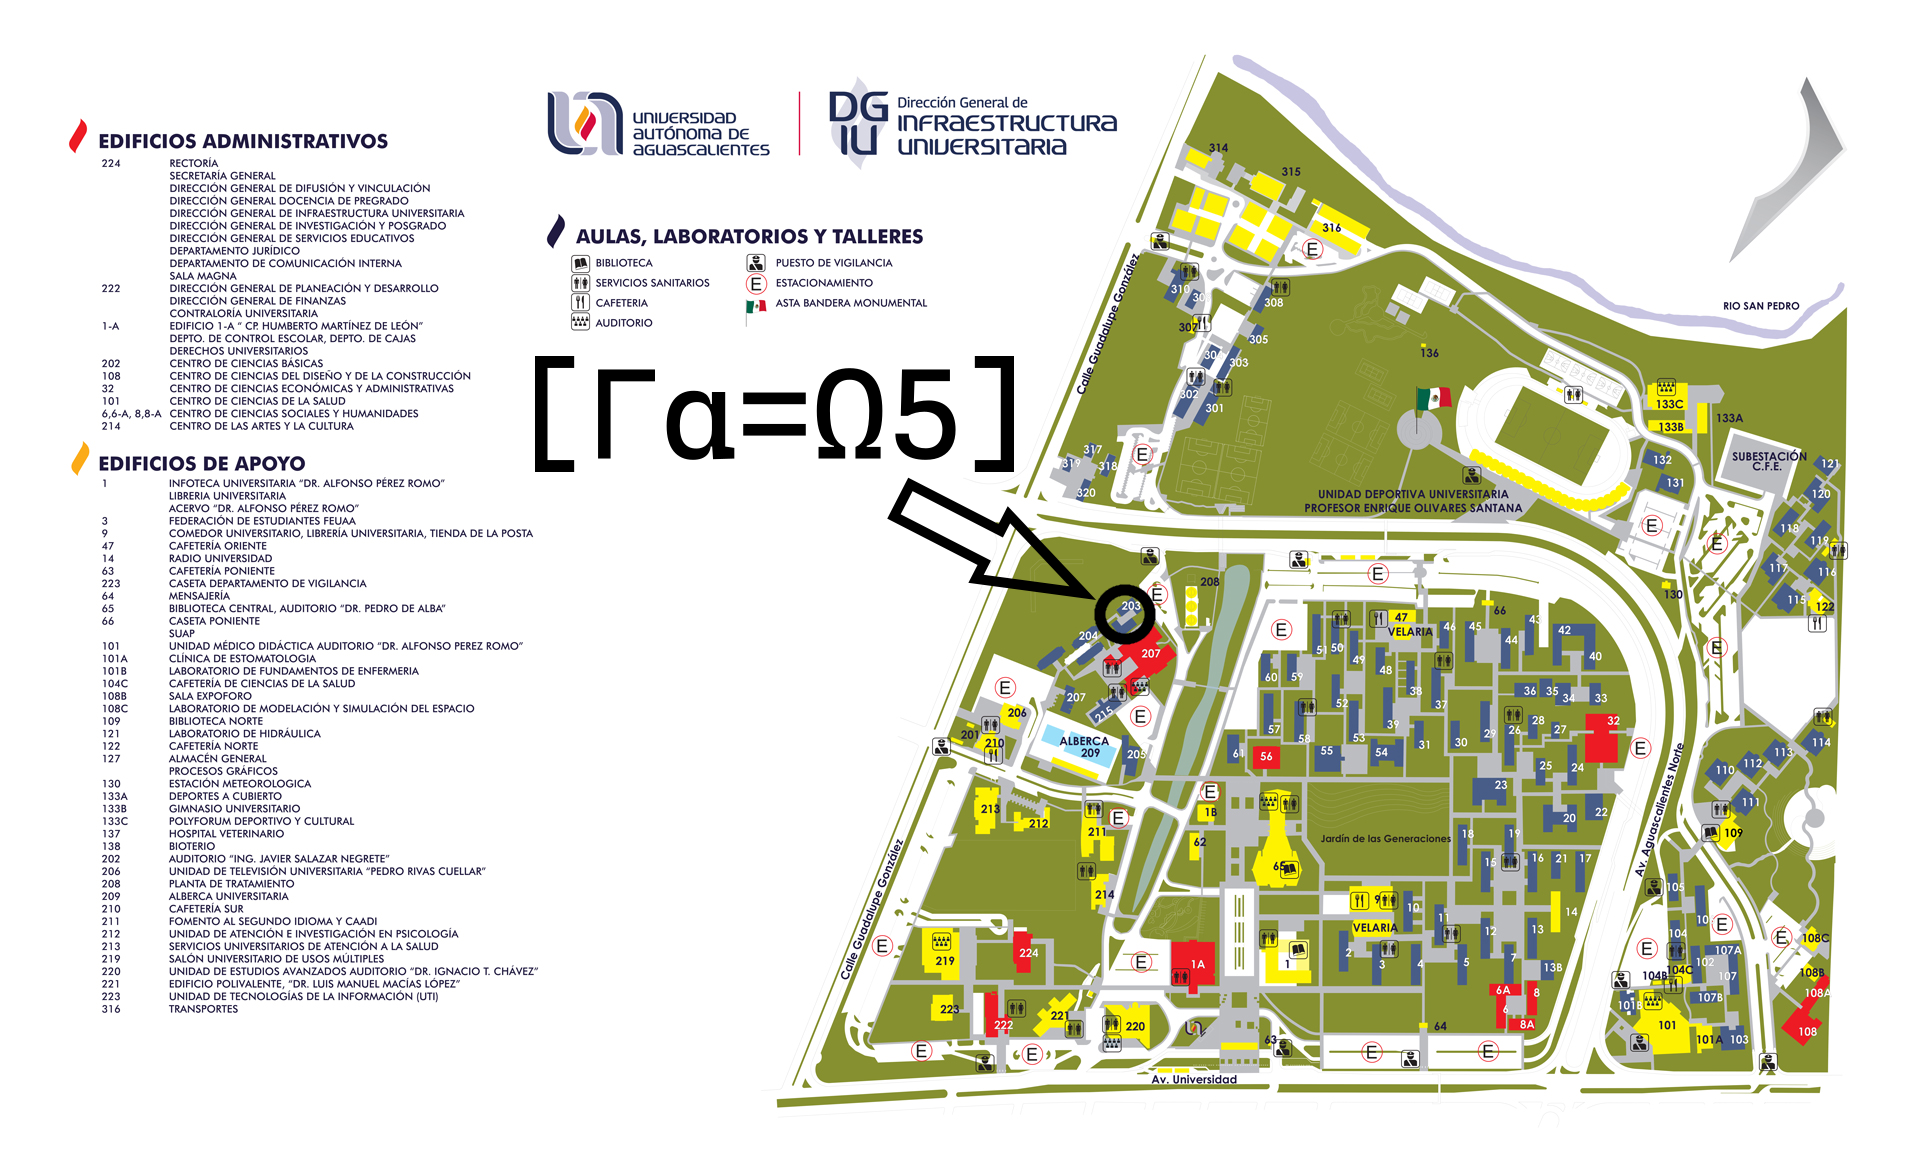 UNIVERSIDAD
AUTÓNOMA DE
AGUASCALIENTES
DGIU
Dirección General de
INFRAESTRUCTURA
UNIVERSITARIA
EDIFICIOS ADMINISTRATIVOS
224 RECTORÍA
SECRETARÍA GENERAL
DIRECCIÓN GENERAL DE DIFUSIÓN Y VINCULACIÓN
DIRECCIÓN GENERAL DOCENCIA DE PREGRADO
DIRECCIÓN GENERAL DE INFRAESTRUCTURA UNIVERSITARIA
DIRECCIÓN GENERAL DE INVESTIGACIÓN Y POSGRADO
DIRECCIÓN GENERAL DE SERVICIOS EDUCATIVOS
DEPARTAMENTO JURÍDICO
DEPARTAMENTO DE COMUNICACIÓN INTERNA
SALA MAGNA
222 DIRECCIÓN GENERAL DE PLANEACIÓN Y DESARROLLO
DIRECCIÓN GENERAL DE FINANZAS
CONTRALORÍA UNIVERSITARIA
1-A EDIFICIO 1-A " CP. HUMBERTO MARTÍNEZ DE LEÓN"
DEPTO. DE CONTROL ESCOLAR, DEPTO. DE CAJAS
DERECHOS UNIVERSITARIOS
202 CENTRO DE CIENCIAS BÁSICAS
108 CENTRO DE CIENCIAS DEL DISEÑO Y DE LA CONSTRUCCIÓN
32 CENTRO DE CIENCIAS ECONÓMICAS Y ADMINISTRATIVAS
101 CENTRO DE CIENCIAS DE LA SALUD
6,6-A, 8,8-A CENTRO DE CIENCIAS SOCIALES Y HUMANIDADES
214 CENTRO DE LAS ARTES Y LA CULTURA
EDIFICIOS DE APOYO
1 INFOTECA UNIVERSITARIA "DR. ALFONSO PÉREZ ROMO"
LIBRERIA UNIVERSITARIA
ACERVO "DR. ALFONSO PÉREZ ROMO"
3 FEDERACIÓN DE ESTUDIANTES FEUAA
9 COMEDOR UNIVERSITARIO, LIBRERÍA UNIVERSITARIA, TIENDA DE LA POSTA
47 CAFETERÍA ORIENTE
14 RADIO UNIVERSIDAD
63 CAFETERÍA PONIENTE
223 CASETA DEPARTAMENTO DE VIGILANCIA
64 MENSAJERÍA
65 BIBLIOTECA CENTRAL, AUDITORIO "DR. PEDRO DE ALBA"
66 CASETA PONIENTE
SUAP
101 UNIDAD MÉDICO DIDÁCTICA AUDITORIO "DR. ALFONSO PEREZ ROMO"
101A CLÍNICA DE ESTOMATOLOGIA
101B LABORATORIO DE FUNDAMENTOS DE ENFERMERIA
104C CAFETERÍA DE CIENCIAS DE LA SALUD
108B SALA EXPOFORO
108C LABORATORIO DE MODELACIÓN Y SIMULACIÓN DEL ESPACIO
109 BIBLIOTECA NORTE
121 LABORATORIO DE HIDRÁULICA
122 CAFETERÍA NORTE
127 ALMACÉN GENERAL
PROCESOS GRÁFICOS
130 ESTACIÓN METEOROLOGICA
133A DEPORTES A CUBIERTO
133B GIMNASIO UNIVERSITARIO
133C POLYFORUM DEPORTIVO Y CULTURAL
137 HOSPITAL VETERINARIO
138 BIOTERIO
202 AUDITORIO "ING. JAVIER SALAZAR NEGRETE"
206 UNIDAD DE TELEVISIÓN UNIVERSITARIA "PEDRO RIVAS CUELLAR"
208 PLANTA DE TRATAMIENTO
209 ALBERCA UNIVERSITARIA
210 CAFETERÍA SUR
211 FOMENTO AL SEGUNDO IDIOMA Y CAADI
212 UNIDAD DE ATENCIÓN E INVESTIGACIÓN EN PSICOLOGÍA
213 SERVICIOS UNIVERSITARIOS DE ATENCIÓN A LA SALUD
219 SALÓN UNIVERSITARIO DE USOS MÚLTIPLES
220 UNIDAD DE ESTUDIOS AVANZADOS AUDITORIO "DR. IGNACIO T. CHÁVEZ"
221 EDIFICIO POLIVALENTE, "DR. LUIS MANUEL MACÍAS LÓPEZ"
223 UNIDAD DE TECNOLOGÍAS DE LA INFORMACIÓN (UTI)
316 TRANSPORTES
AULAS, LABORATORIOS Y TALLERES
BIBLIOTECA
SERVICIOS SANITARIOS
CAFETERIA
AUDITORIO
PUESTO DE VIGILANCIA
E ESTACIONAMIENTO
ASTA BANDERA MONUMENTAL
[Γα=Ω5]
314
315
316
E
310
30
308
307
305
30
303
302
301
317
319
318
320
E
Calle Guadalupe González
RIO SAN PEDRO
136
133C
133A
133B
132
131
SUBESTACIÓN
C.F.E.
121
120
118
119
117
116
115
122
130
UNIDAD DEPORTIVA UNIVERSITARIA
PROFESOR ENRIQUE OLIVARES SANTANA
E
E
E
203
E
208
204
207
207
215
E
E
206
201
210
ALBERCA
209
205
E
E
47
VELARIA
66
46
45
44
43
42
40
51
50
49
48
60
59
38
37
36
35
34
33
52
57
58
53
39
31
30
29
28
27
26
32
E
61
56
55
54
25
24
23
22
20
114
113
112
110
111
109
Av. Aguascalientes Norte
213
212
211
E
E
1B
62
65
Jardín de las Generaciones
18
19
15
16
21
17
214
9
VELARIA
10
11
12
13
14
105
10
E
104
107A
102
107
104C
104B
107B
101B
101
101A
103
E
E
108C
108B
108A
108
Calle Guadalupe González
E
219
224
E
1A
1
2
3
4
5
7
13B
6A
6
8
8A
223
222
221
220
63
64
E
E
E
E
Av. Universidad